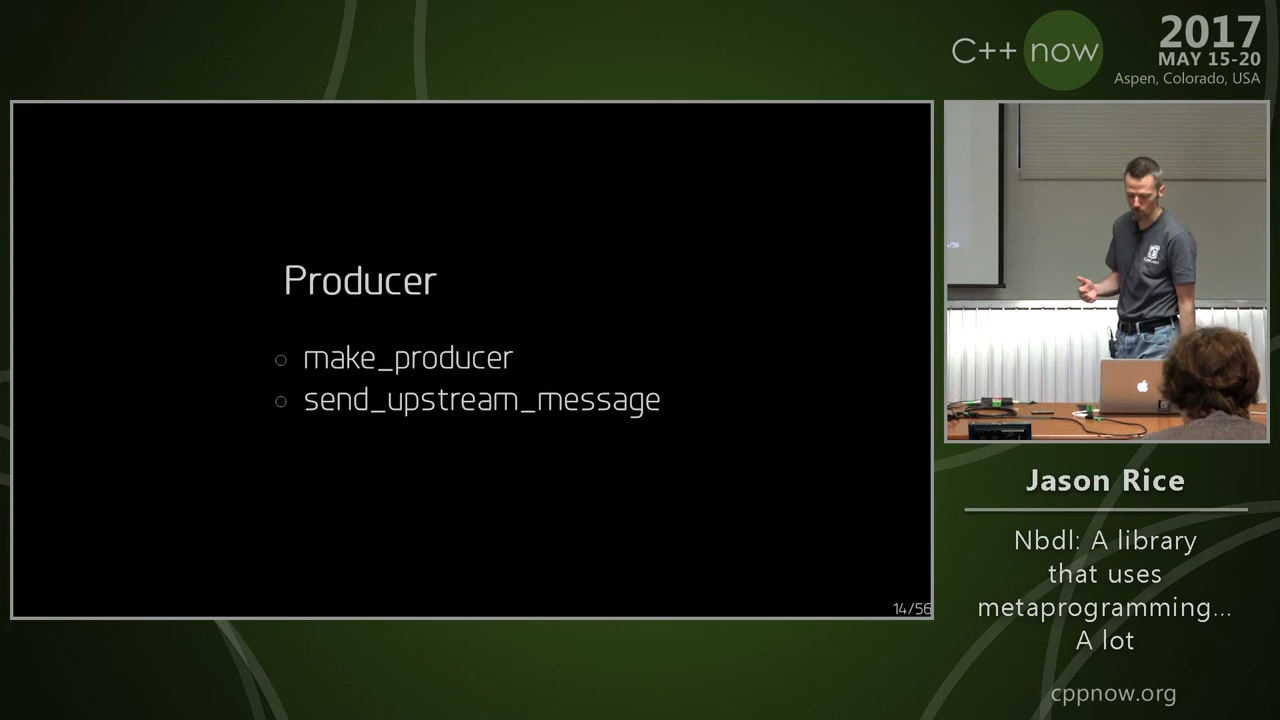 C++ now
2017
MAY 15-20
Aspen, Colorado, USA
Producer
make_producer
send_upstream_message
14/56
Jason Rice
Nbdl: A library
that uses
metaprogramming...
A lot
cppnow.org